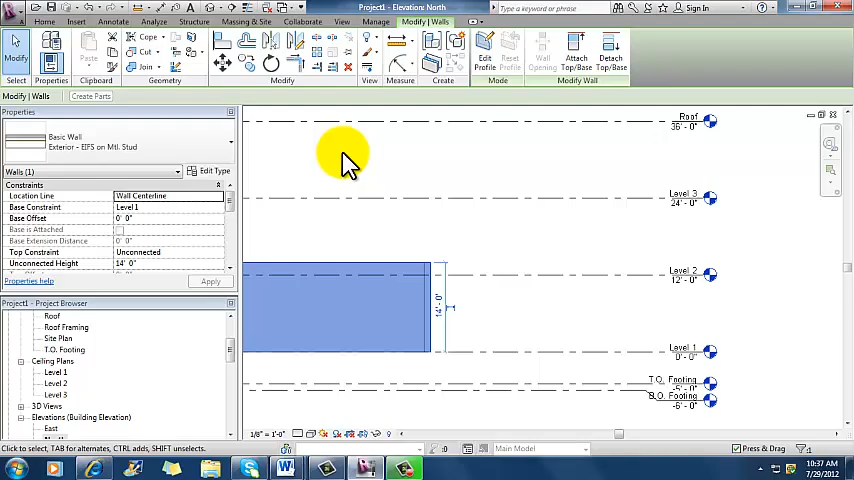 Project1 - Elevation: North
Type a keyword or phrase
Sign In
Home Insert Annotate Analyze Structure Massing & Site Collaborate View Manage Modify | Walls
Modify
Paste
Cut
Join
Edit Profile
Reset Profile
Wall Opening
Attach Top/Base
Detach Top/Base
Select Properties Clipboard Geometry Modify View Measure Create Mode Modify Wall
Modify | Walls Create Parts
Properties
Basic Wall
Exterior - EIFS on Mtl. Stud
Walls (1) Edit Type
Constraints
Location Line Wall Centerline
Base Constraint Level 1
Base Offset 0' 0"
Base is Attached
Base Extension Distance 0' 0"
Top Constraint Unconnected
Unconnected Height 14' 0"
Properties help Apply
Project1 - Project Browser
Roof
Roof Framing
Site Plan
T.O. Footing
Ceiling Plans
Level 1
Level 2
Level 3
3D Views
Elevations (Building Elevation)
East
Roof
36' - 0"
Level 3
24' - 0"
Level 2
12' - 0"
14' - 0"
Level 1
0' - 0"
T.O. Footing
-5' - 0"
B.O. Footing
-6' - 0"
1/8" = 1'-0"
Click to select, TAB for alternates, CTRL adds, SHIFT unselects.
:0
Main Model
Press & Drag
:1
10:37 AM
7/29/2012